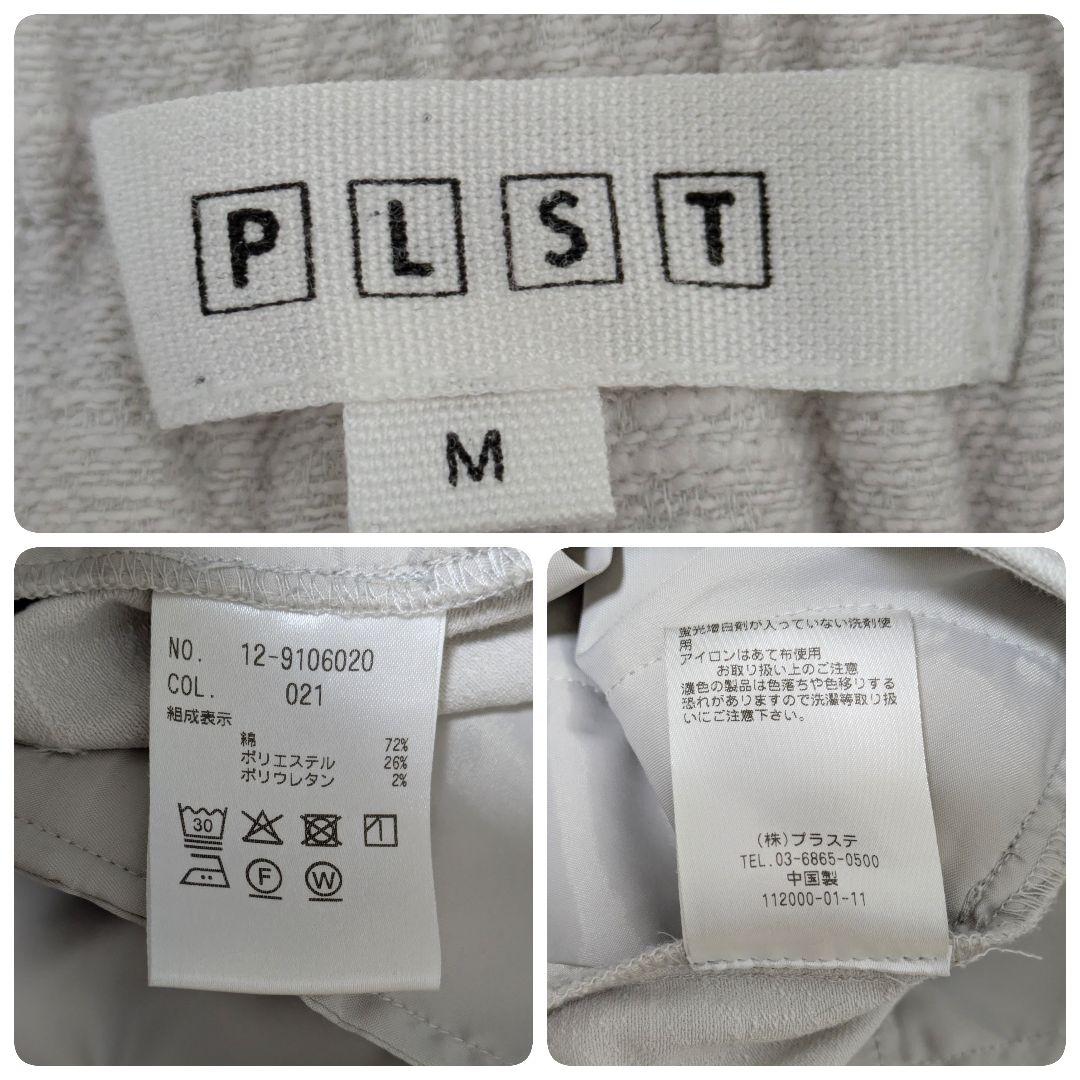 PLST
M
NO. 12-9106020
COL. 021
組成表示
綿 72%
ポリエステル 26%
ポリウレタン 2%
30
F W
蛍光増白剤が入っていない洗剤使
用
アイロンはあて布使用
お取り扱い上のご注意
濃色の製品は色落ちや色移りする
恐れがありますので洗濯等取り扱
いにご注意下さい。
(株)プラステ
TEL.03-6865-0500
中国製
112000-01-11